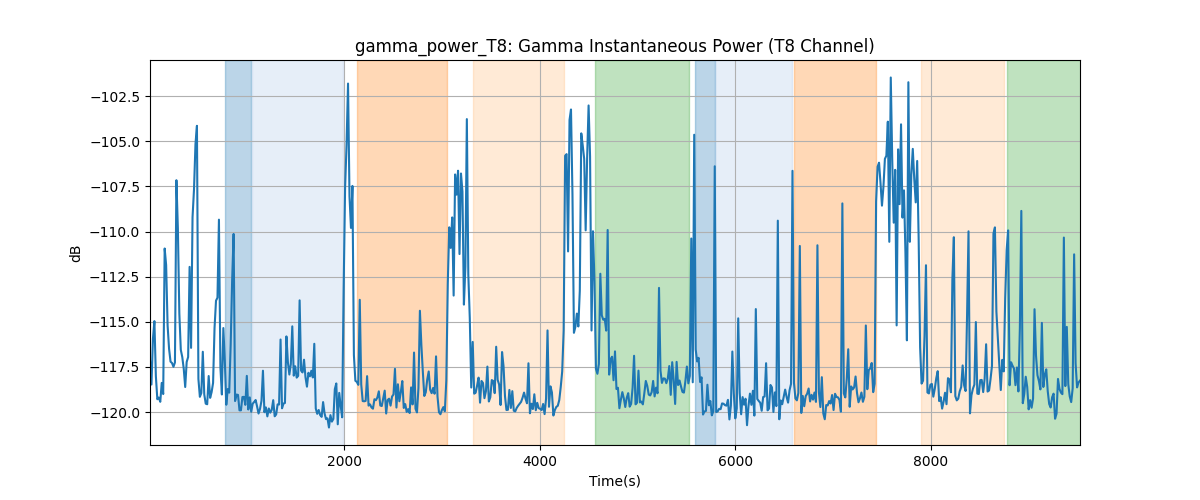 gamma_power_T8: Gamma Instantaneous Power (T8 Channel)
dB
−102.5
−105.0
−107.5
−110.0
−112.5
−115.0
−117.5
−120.0
2000 4000 6000 8000
Time(s)